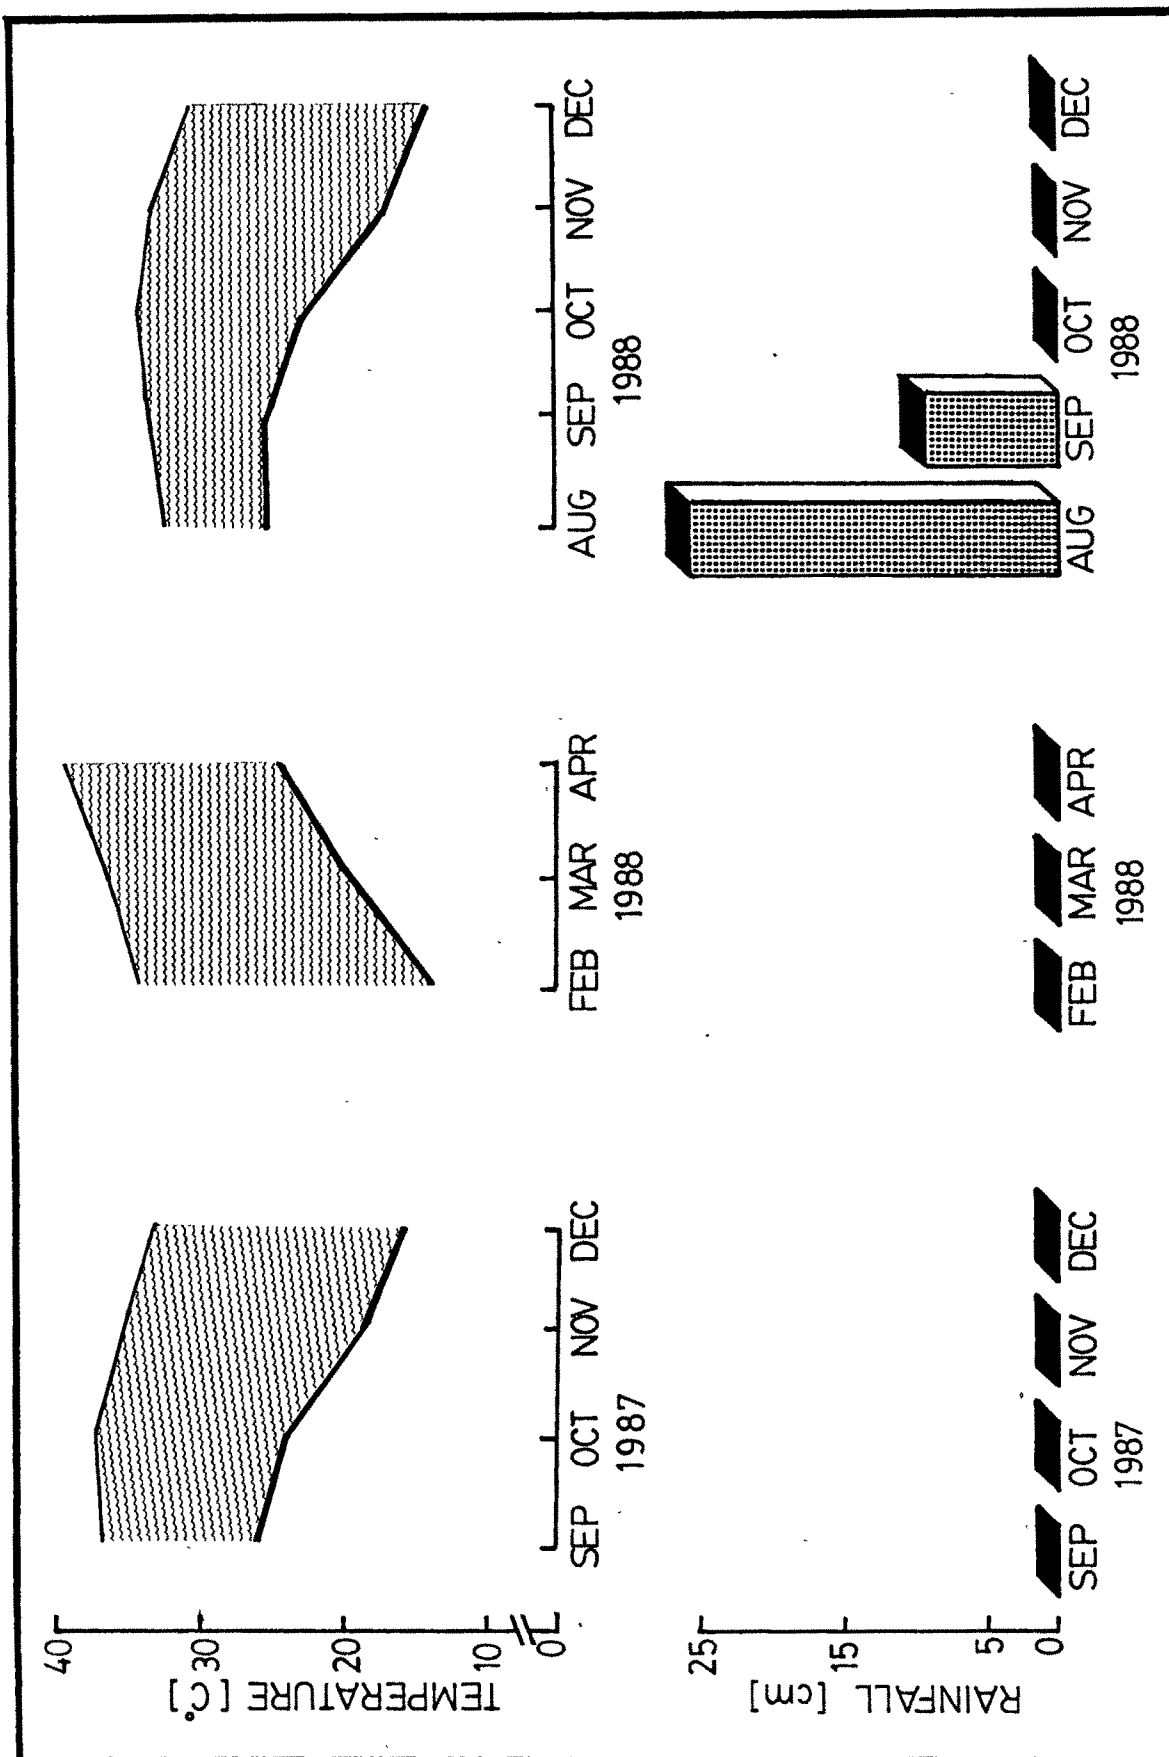 TEMPERATURE [C°]
40
30
20
10
0
SEP OCT NOV DEC
1987
FEB MAR APR
1988
AUG SEP OCT NOV DEC
1988
RAINFALL [cm]
25
15
5
0
SEP OCT NOV DEC
1987
FEB MAR APR
1988
AUG SEP OCT NOV DEC
1988